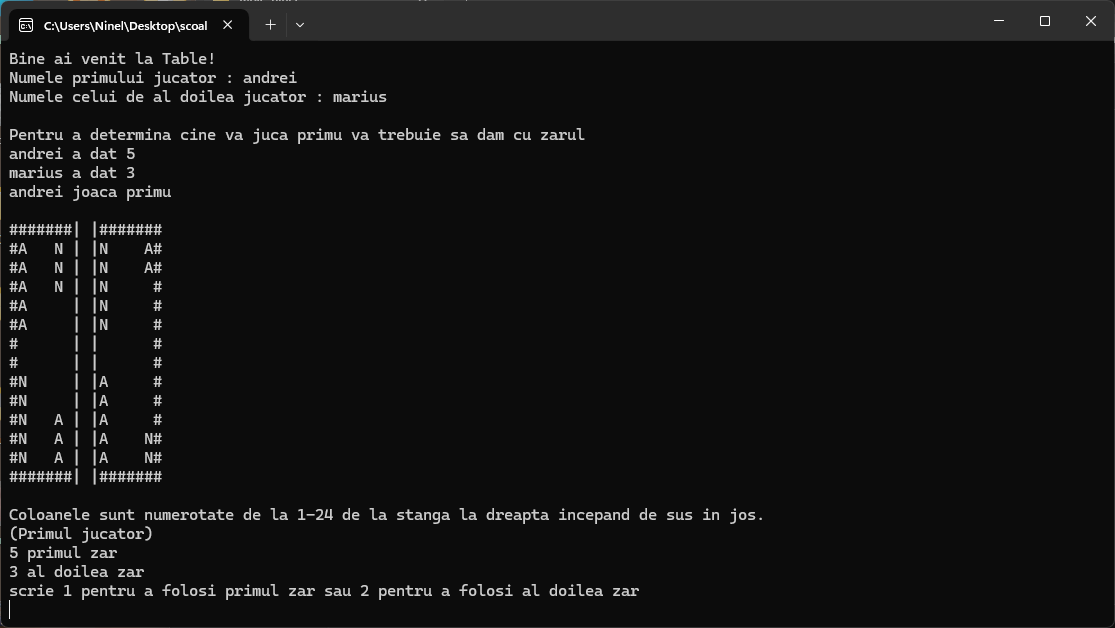 C:\Users\Ninel\Desktop\scoal
Bine ai venit la Table!
Numele primului jucator : andrei
Numele celui de al doilea jucator : marius
Pentru a determina cine va juca primu va trebuie sa dam cu zarul
andrei a dat 5
marius a dat 3
andrei joaca primu
#######| |#######
#A   N | |N    A#
#A   N | |N    A#
#A   N | |N     #
#A     | |N     #
#A     | |N     #
#      | |      #
#      | |      #
#N     | |A     #
#N     | |A     #
#N   A | |A     #
#N   A | |A    N#
#N   A | |A    N#
#######| |#######
Coloanele sunt numerotate de la 1-24 de la stanga la dreapta incepand de sus in jos.
(Primul jucator)
5 primul zar
3 al doilea zar
scrie 1 pentru a folosi primul zar sau 2 pentru a folosi al doilea zar